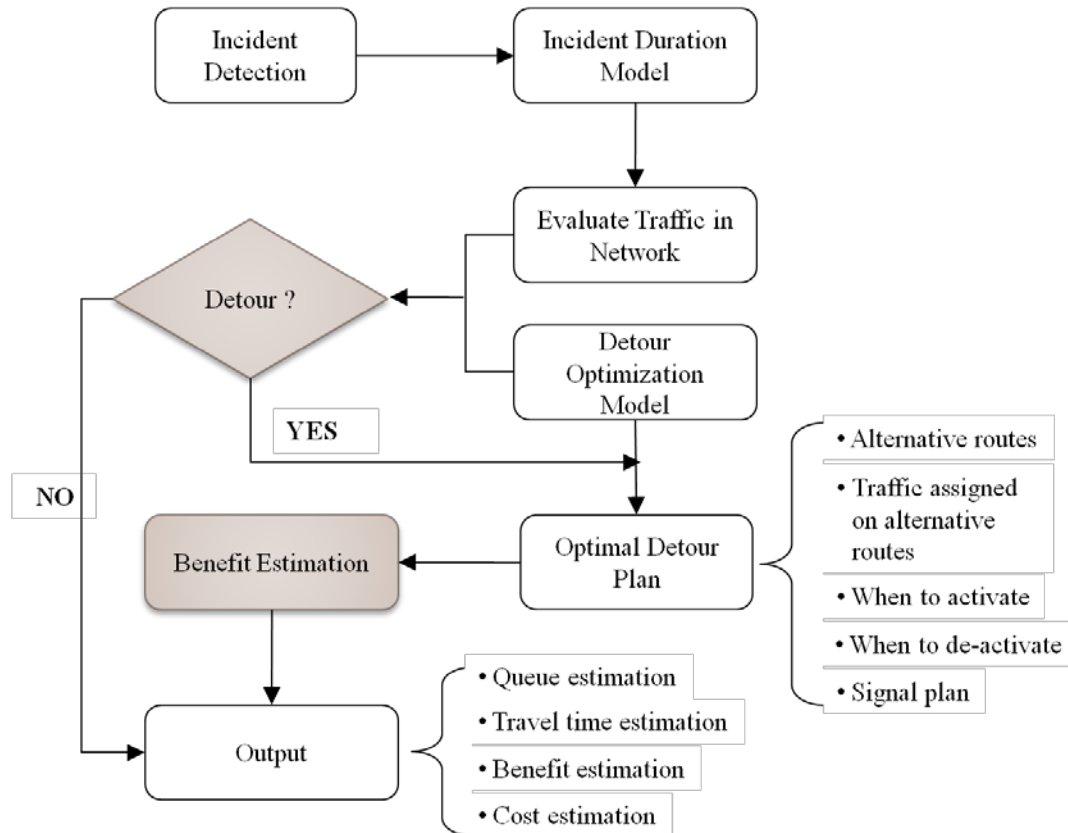 Incident
Detection
Incident Duration
Model
Evaluate Traffic in
Network
Detour ?
Detour
Optimization
Model
YES
NO
• Alternative routes
• Traffic assigned
on alternative
routes
• When to activate
• When to de-activate
• Signal plan
Optimal Detour
Plan
Benefit Estimation
Output
• Queue estimation
• Travel time estimation
• Benefit estimation
• Cost estimation